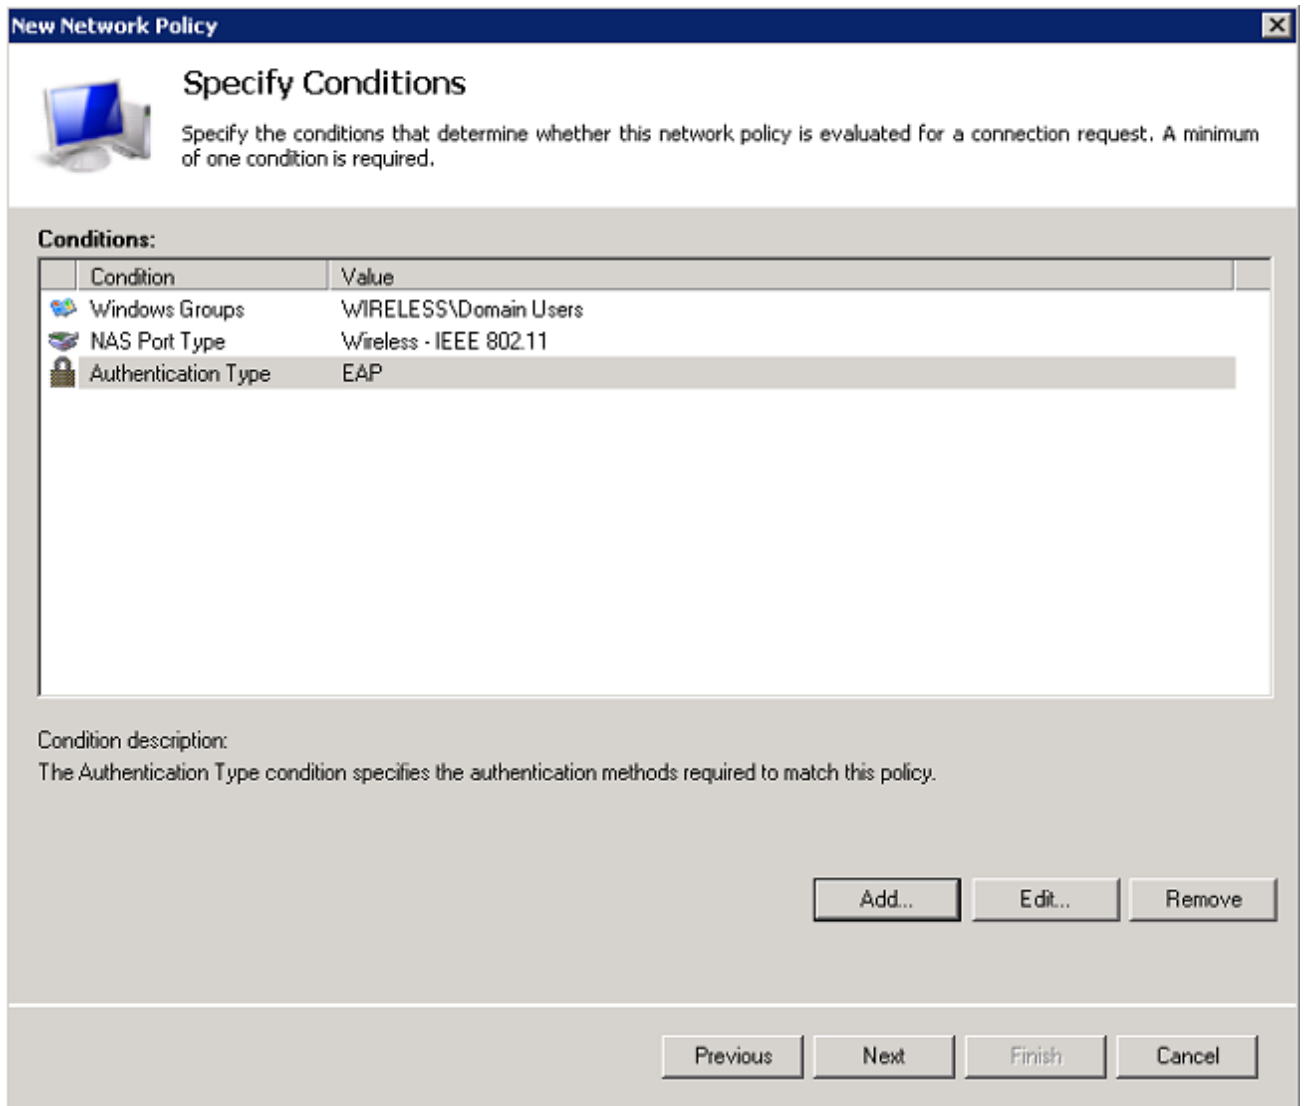 New Network Policy
Specify Conditions
Specify the conditions that determine whether this network policy is evaluated for a connection request. A minimum
of one condition is required.
Conditions:
Condition Value
Windows Groups WIRELESS\Domain Users
NAS Port Type Wireless - IEEE 802.11
Authentication Type EAP
Condition description:
The Authentication Type condition specifies the authentication methods required to match this policy.
Add... Edit... Remove
Previous Next Finish Cancel